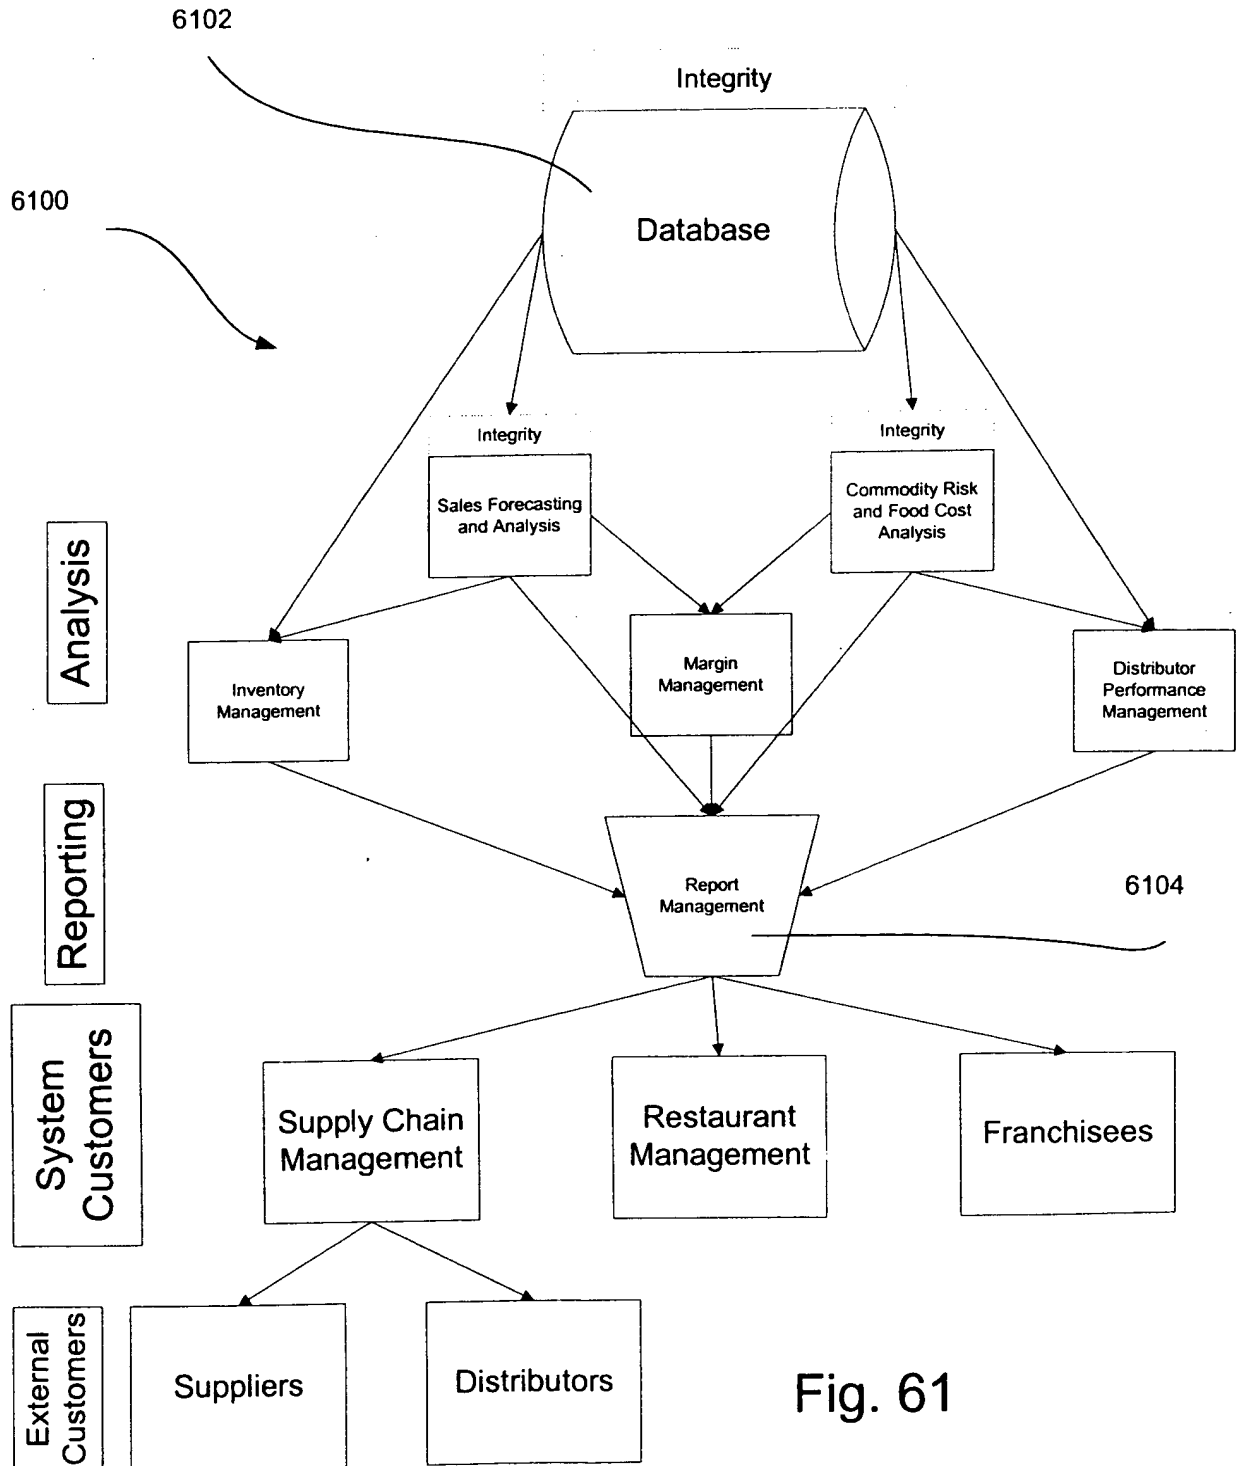 6102
Integrity
6100
Database
Integrity
Integrity
Sales Forecasting
and Analysis
Commodity Risk
and Food Cost
Analysis
Analysis
Inventory
Management
Margin
Management
Distributor
Performance
Management
Reporting
Report
Management
6104
System
Customers
Supply Chain
Management
Restaurant
Management
Franchisees
External
Customers
Suppliers
Distributors
Fig. 61